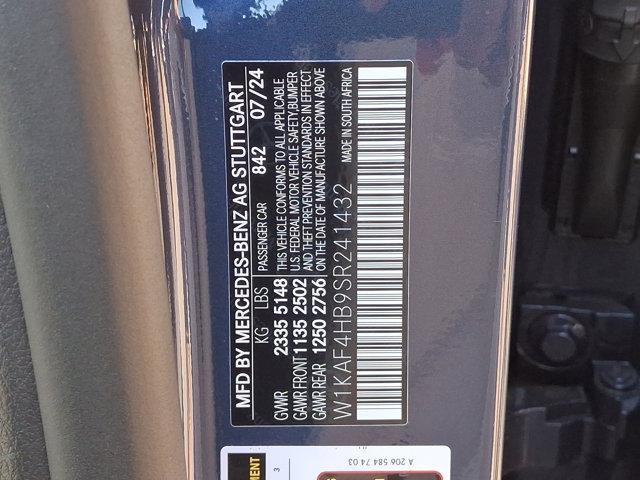 MFD BY MERCEDES-BENZ AG STUTTGART
KG LBS PASSENGER CAR 842 07/24
GVWR 2335 5148 THIS VEHICLE CONFORMS TO ALL APPLICABLE
U.S. FEDERAL MOTOR VEHICLE SAFETY,BUMPER
GAWR FRONT 1135 2502 AND THEFT PREVENTION STANDARDS IN EFFECT
GAWR REAR 1250 2756 ON THE DATE OF MANUFACTURE SHOWN ABOVE
W1KAF4HB9SR241432 MADE IN SOUTH AFRICA
A 206 584 74 03
3